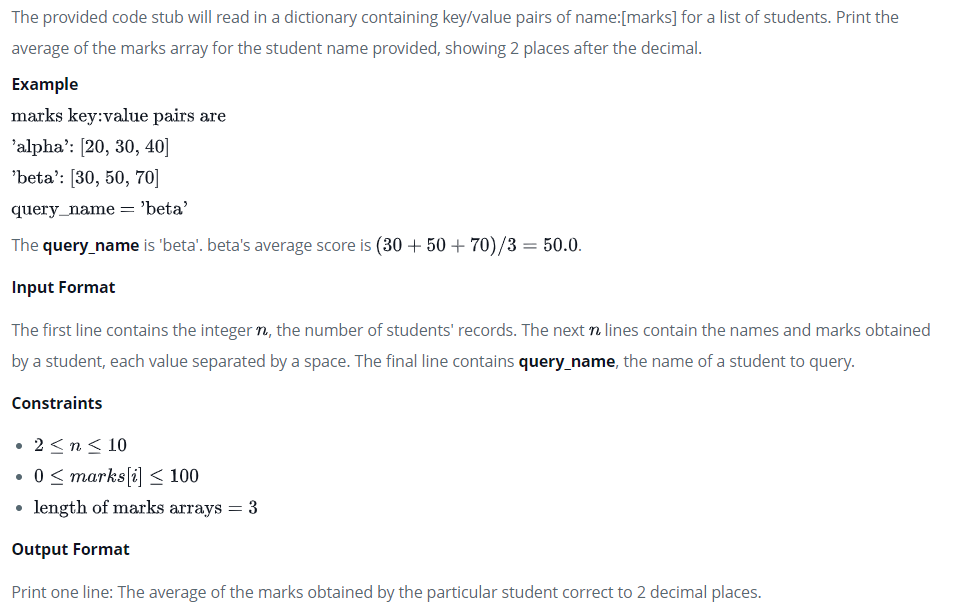 The provided code stub will read in a dictionary containing key/value pairs of name:[marks] for a list of students. Print the
average of the marks array for the student name provided, showing 2 places after the decimal.
Example
marks key:value pairs are
’alpha’: [20, 30, 40]
’beta’: [30, 50, 70]
query_name = ’beta’
The query_name is 'beta'. beta's average score is (30 + 50 + 70)/3 = 50.0.
Input Format
The first line contains the integer n, the number of students' records. The next n lines contain the names and marks obtained
by a student, each value separated by a space. The final line contains query_name, the name of a student to query.
Constraints
• 2 ≤ n ≤ 10
• 0 ≤ marks[i] ≤ 100
• length of marks arrays = 3
Output Format
Print one line: The average of the marks obtained by the particular student correct to 2 decimal places.